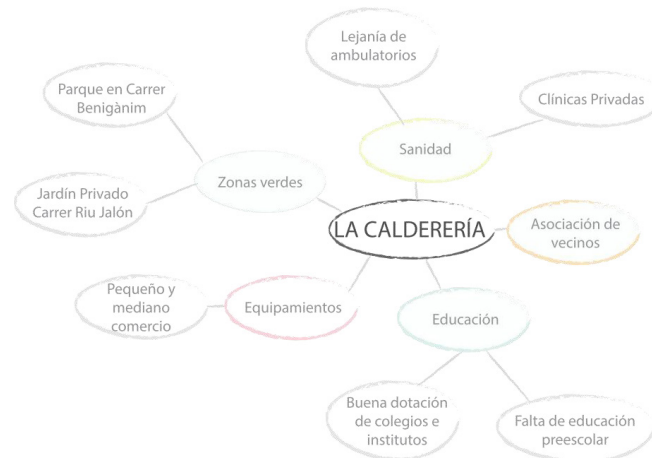 Lejanía de
ambulatorios
Parque en Carrer
Benigànim
Clínicas Privadas
Sanidad
Zonas verdes
Jardín Privado
Carrer Riu Jalón
LA CALDERERÍA
Asociación de
vecinos
Pequeño y
mediano
comercio
Equipamientos
Educación
Buena dotación
de colegios e
institutos
Falta de educación
preescolar